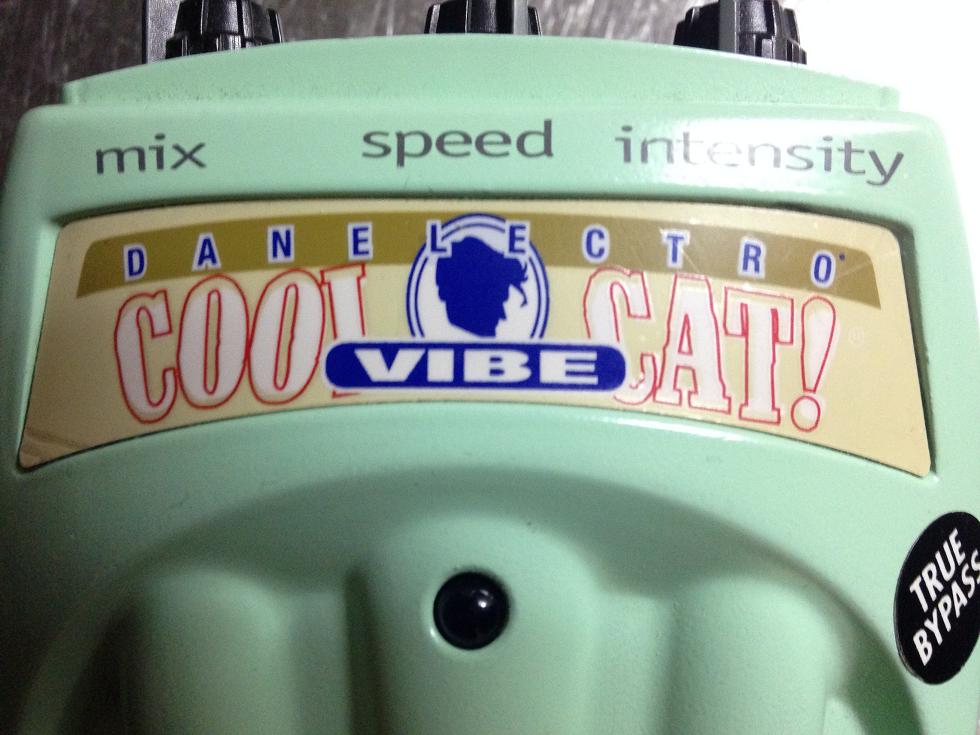 mix speed intensity
DANELECTRO
COOL CAT! ®
VIBE
TRUE
BYPASS